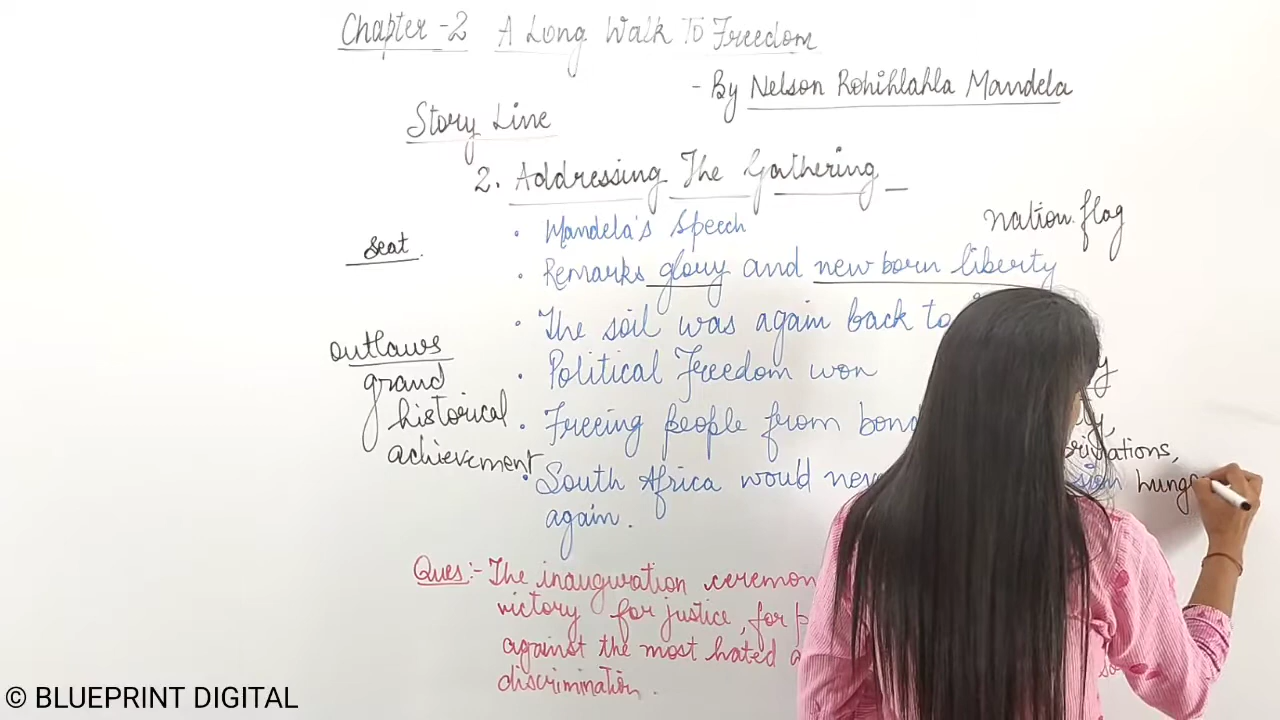 Chapter -2 A Long Walk To Freedom
- By Nelson Rohihlahla Mandela
Story Line
2. Addressing The Gathering _
nation flag
seat.
• Mandela's Speech
• Remarks glory and new born liberty
• The soil was again back to
outlaws
grand
historical
achievement
• Political Freedom won
• Freeing people from bond
• South Africa would
again.
hung
Ques:- The inauguration ceremon
victory for justice, for p
against the most hated
discrimination.
© BLUEPRINT DIGITAL